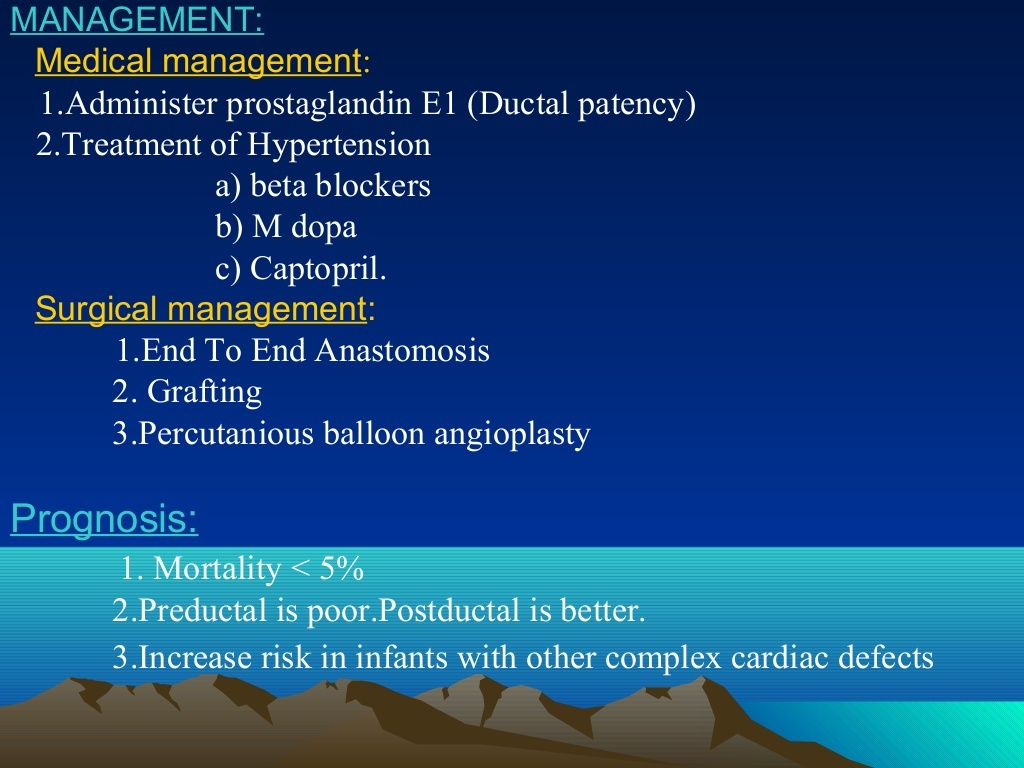 MANAGEMENT:
Medical management:
1.Administer prostaglandin E1 (Ductal patency)
2.Treatment of Hypertension
a) beta blockers
b) M dopa
c) Captopril.
Surgical management:
1.End To End Anastomosis
2. Grafting
3.Percutanious balloon angioplasty
Prognosis:
1. Mortality < 5%
2.Preductal is poor.Postductal is better.
3.Increase risk in infants with other complex cardiac defects